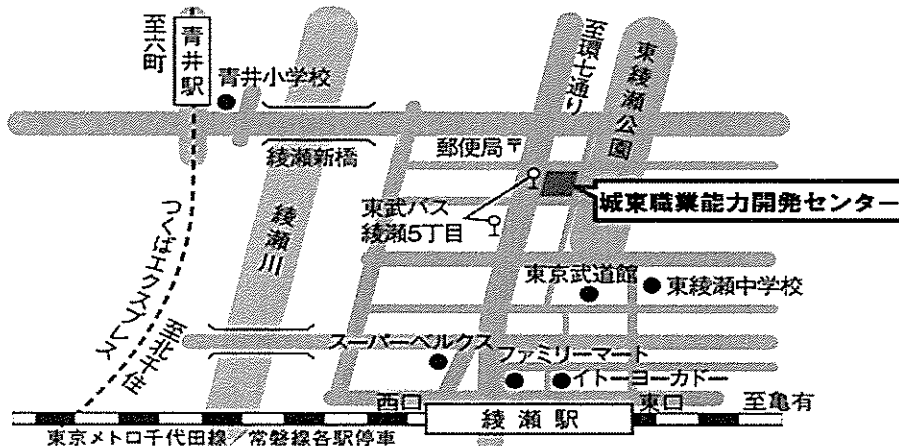 至六町
青井駅
青井小学校
至環七通り
東綾瀬公園
綾瀬新橋
郵便局〒
城東職業能力開発センター
東武バス
綾瀬5丁目
綾瀬川
つくばエクスプレス
東京武道館
東綾瀬中学校
至北千住
スーパーベルクス
ファミリーマート
イトーヨーカドー
西口
綾瀬駅
東口
至亀有
東京メトロ千代田線／常磐線各駅停車